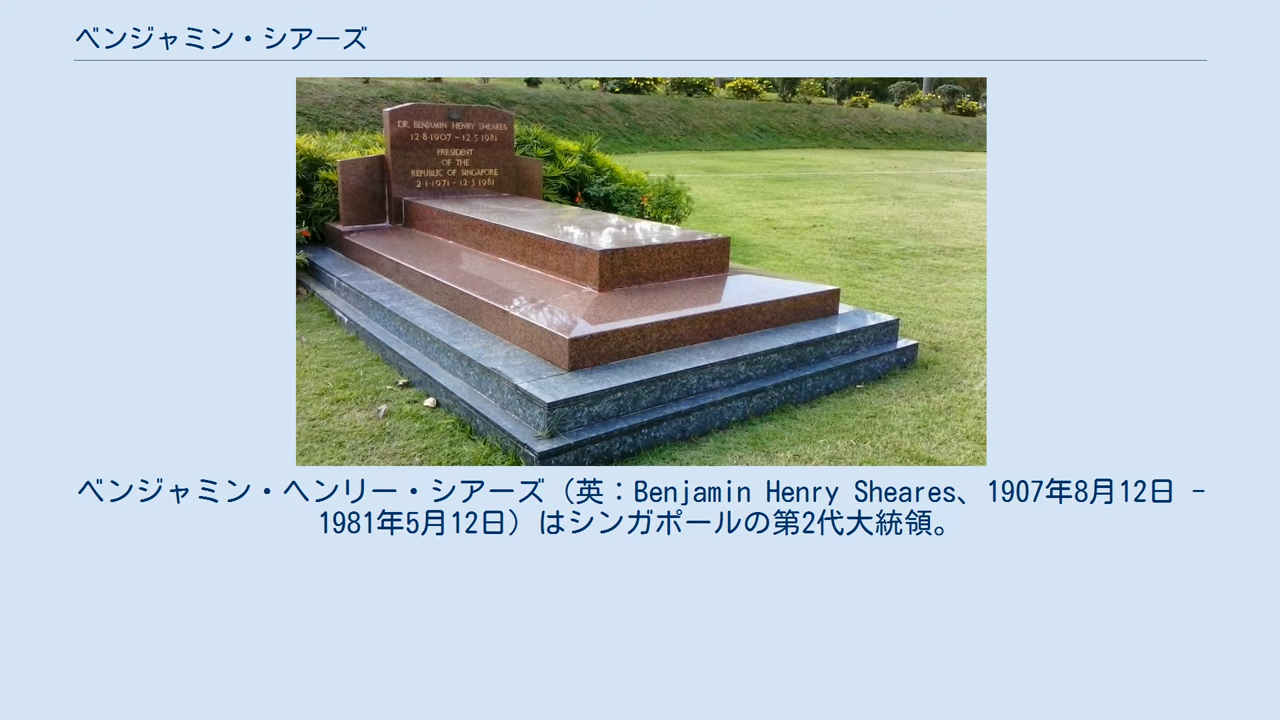 ベンジャミン・シアーズ
DR. BENJAMIN HENRY SHEARES
12·8·1907 - 12·5·1981
PRESIDENT
OF THE
REPUBLIC OF SINGAPORE
2·1·1971 - 12·5·1981
ベンジャミン・ヘンリー・シアーズ（英：Benjamin Henry Sheares、1907年8月12日 -
1981年5月12日）はシンガポールの第2代大統領。